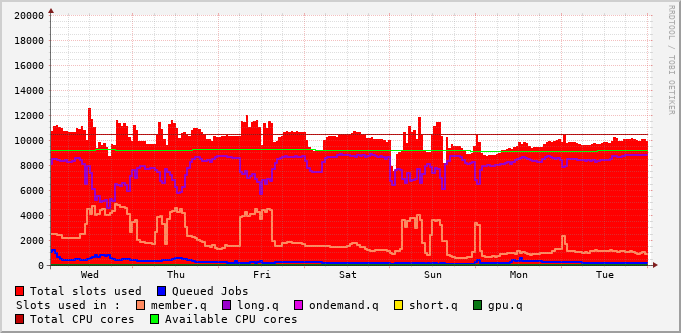 20000
18000
16000
14000
12000
10000
8000
6000
4000
2000
0
Wed Thu Fri Sat Sun Mon Tue
RRDTOOL / TOBI OETIKER
Total slots used Queued Jobs
Slots used in : member.q long.q ondemand.q short.q gpu.q
Total CPU cores Available CPU cores